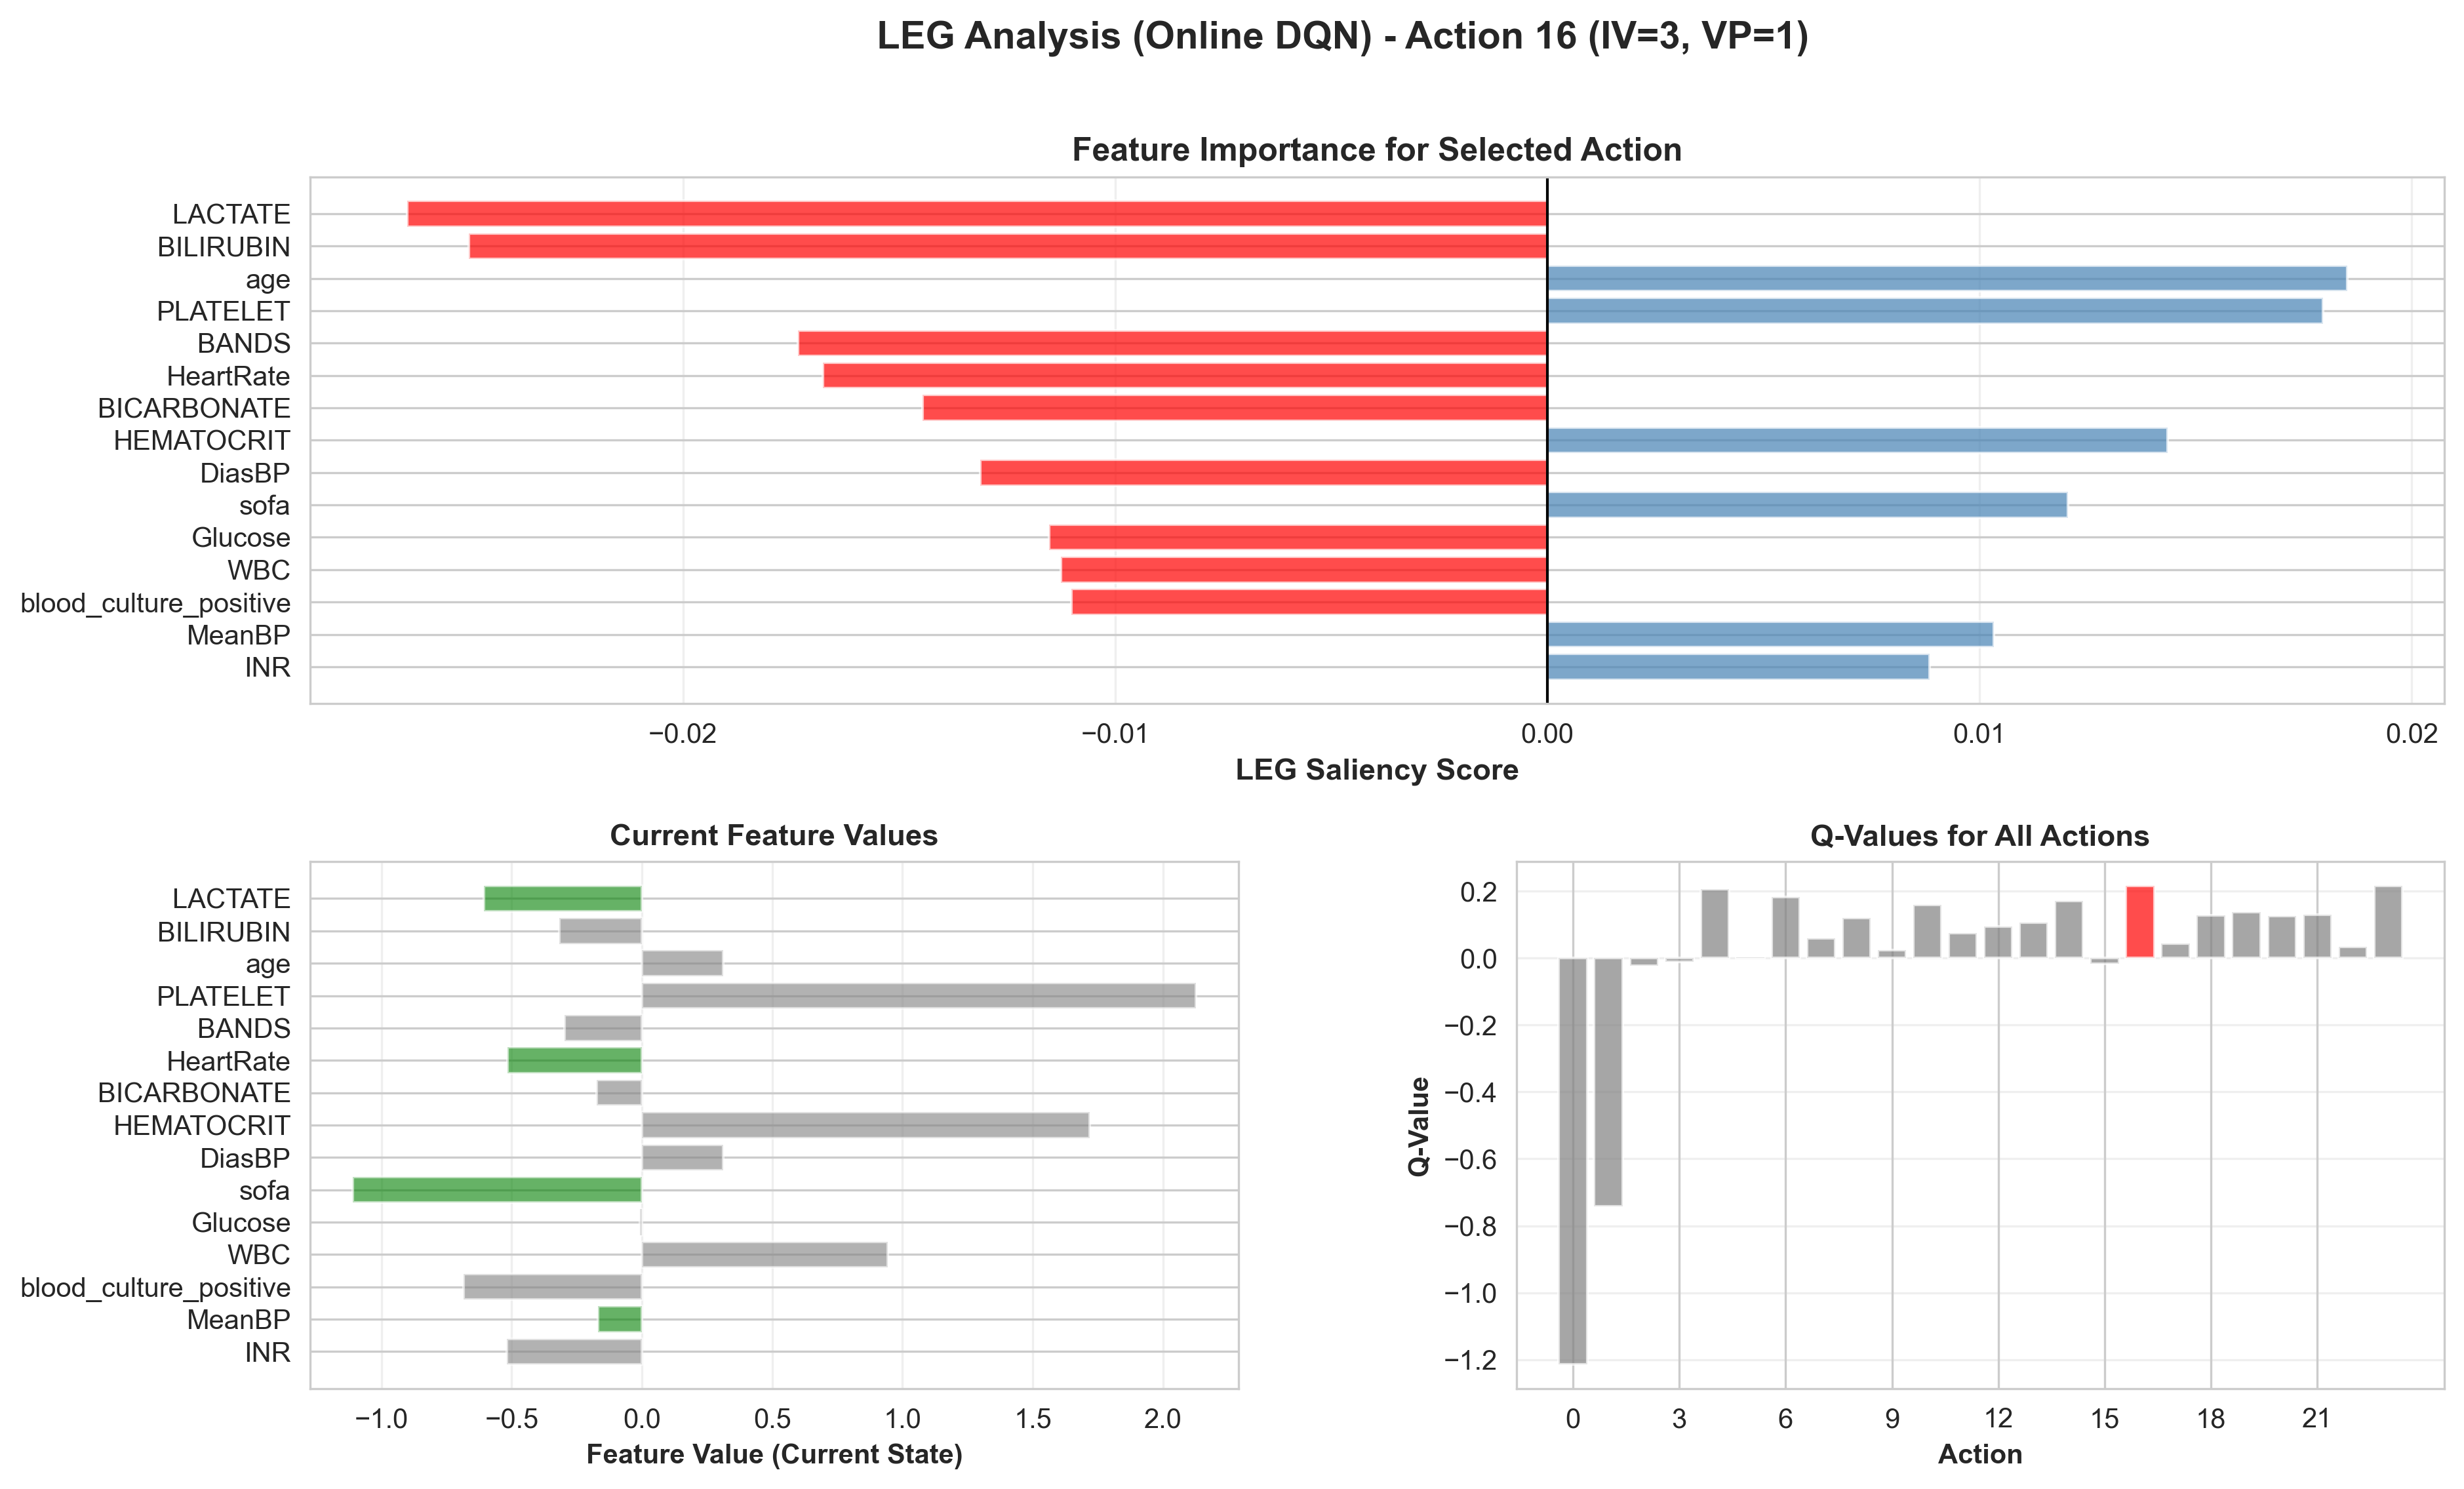 LEG Analysis (Online DQN) - Action 16 (IV=3, VP=1)
Feature Importance for Selected Action
LACTATE
BILIRUBIN
age
PLATELET
BANDS
HeartRate
BICARBONATE
HEMATOCRIT
DiasBP
sofa
Glucose
WBC
blood_culture_positive
MeanBP
INR
−0.02 −0.01 0.00 0.01 0.02
LEG Saliency Score
Current Feature Values
LACTATE
BILIRUBIN
age
PLATELET
BANDS
HeartRate
BICARBONATE
HEMATOCRIT
DiasBP
sofa
Glucose
WBC
blood_culture_positive
MeanBP
INR
−1.0 −0.5 0.0 0.5 1.0 1.5 2.0
Feature Value (Current State)
Q-Values for All Actions
0.2
0.0
−0.2
−0.4
−0.6
−0.8
−1.0
−1.2
Q-Value
0 3 6 9 12 15 18 21
Action